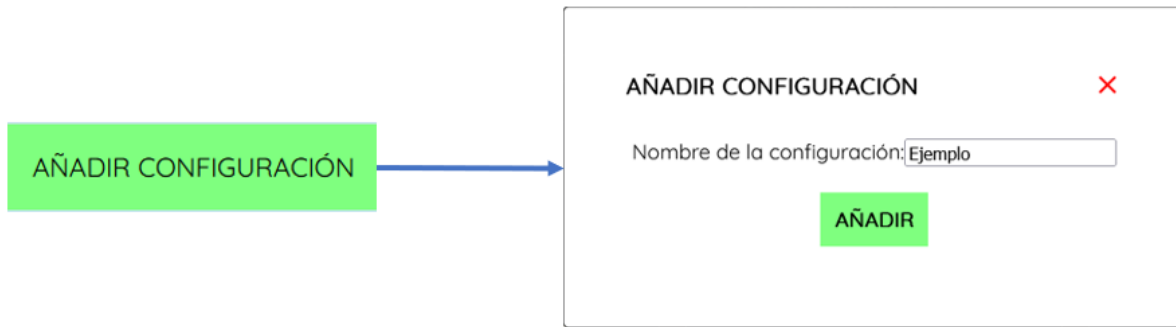 AÑADIR CONFIGURACIÓN
AÑADIR CONFIGURACIÓN
Nombre de la configuración: Ejemplo
AÑADIR